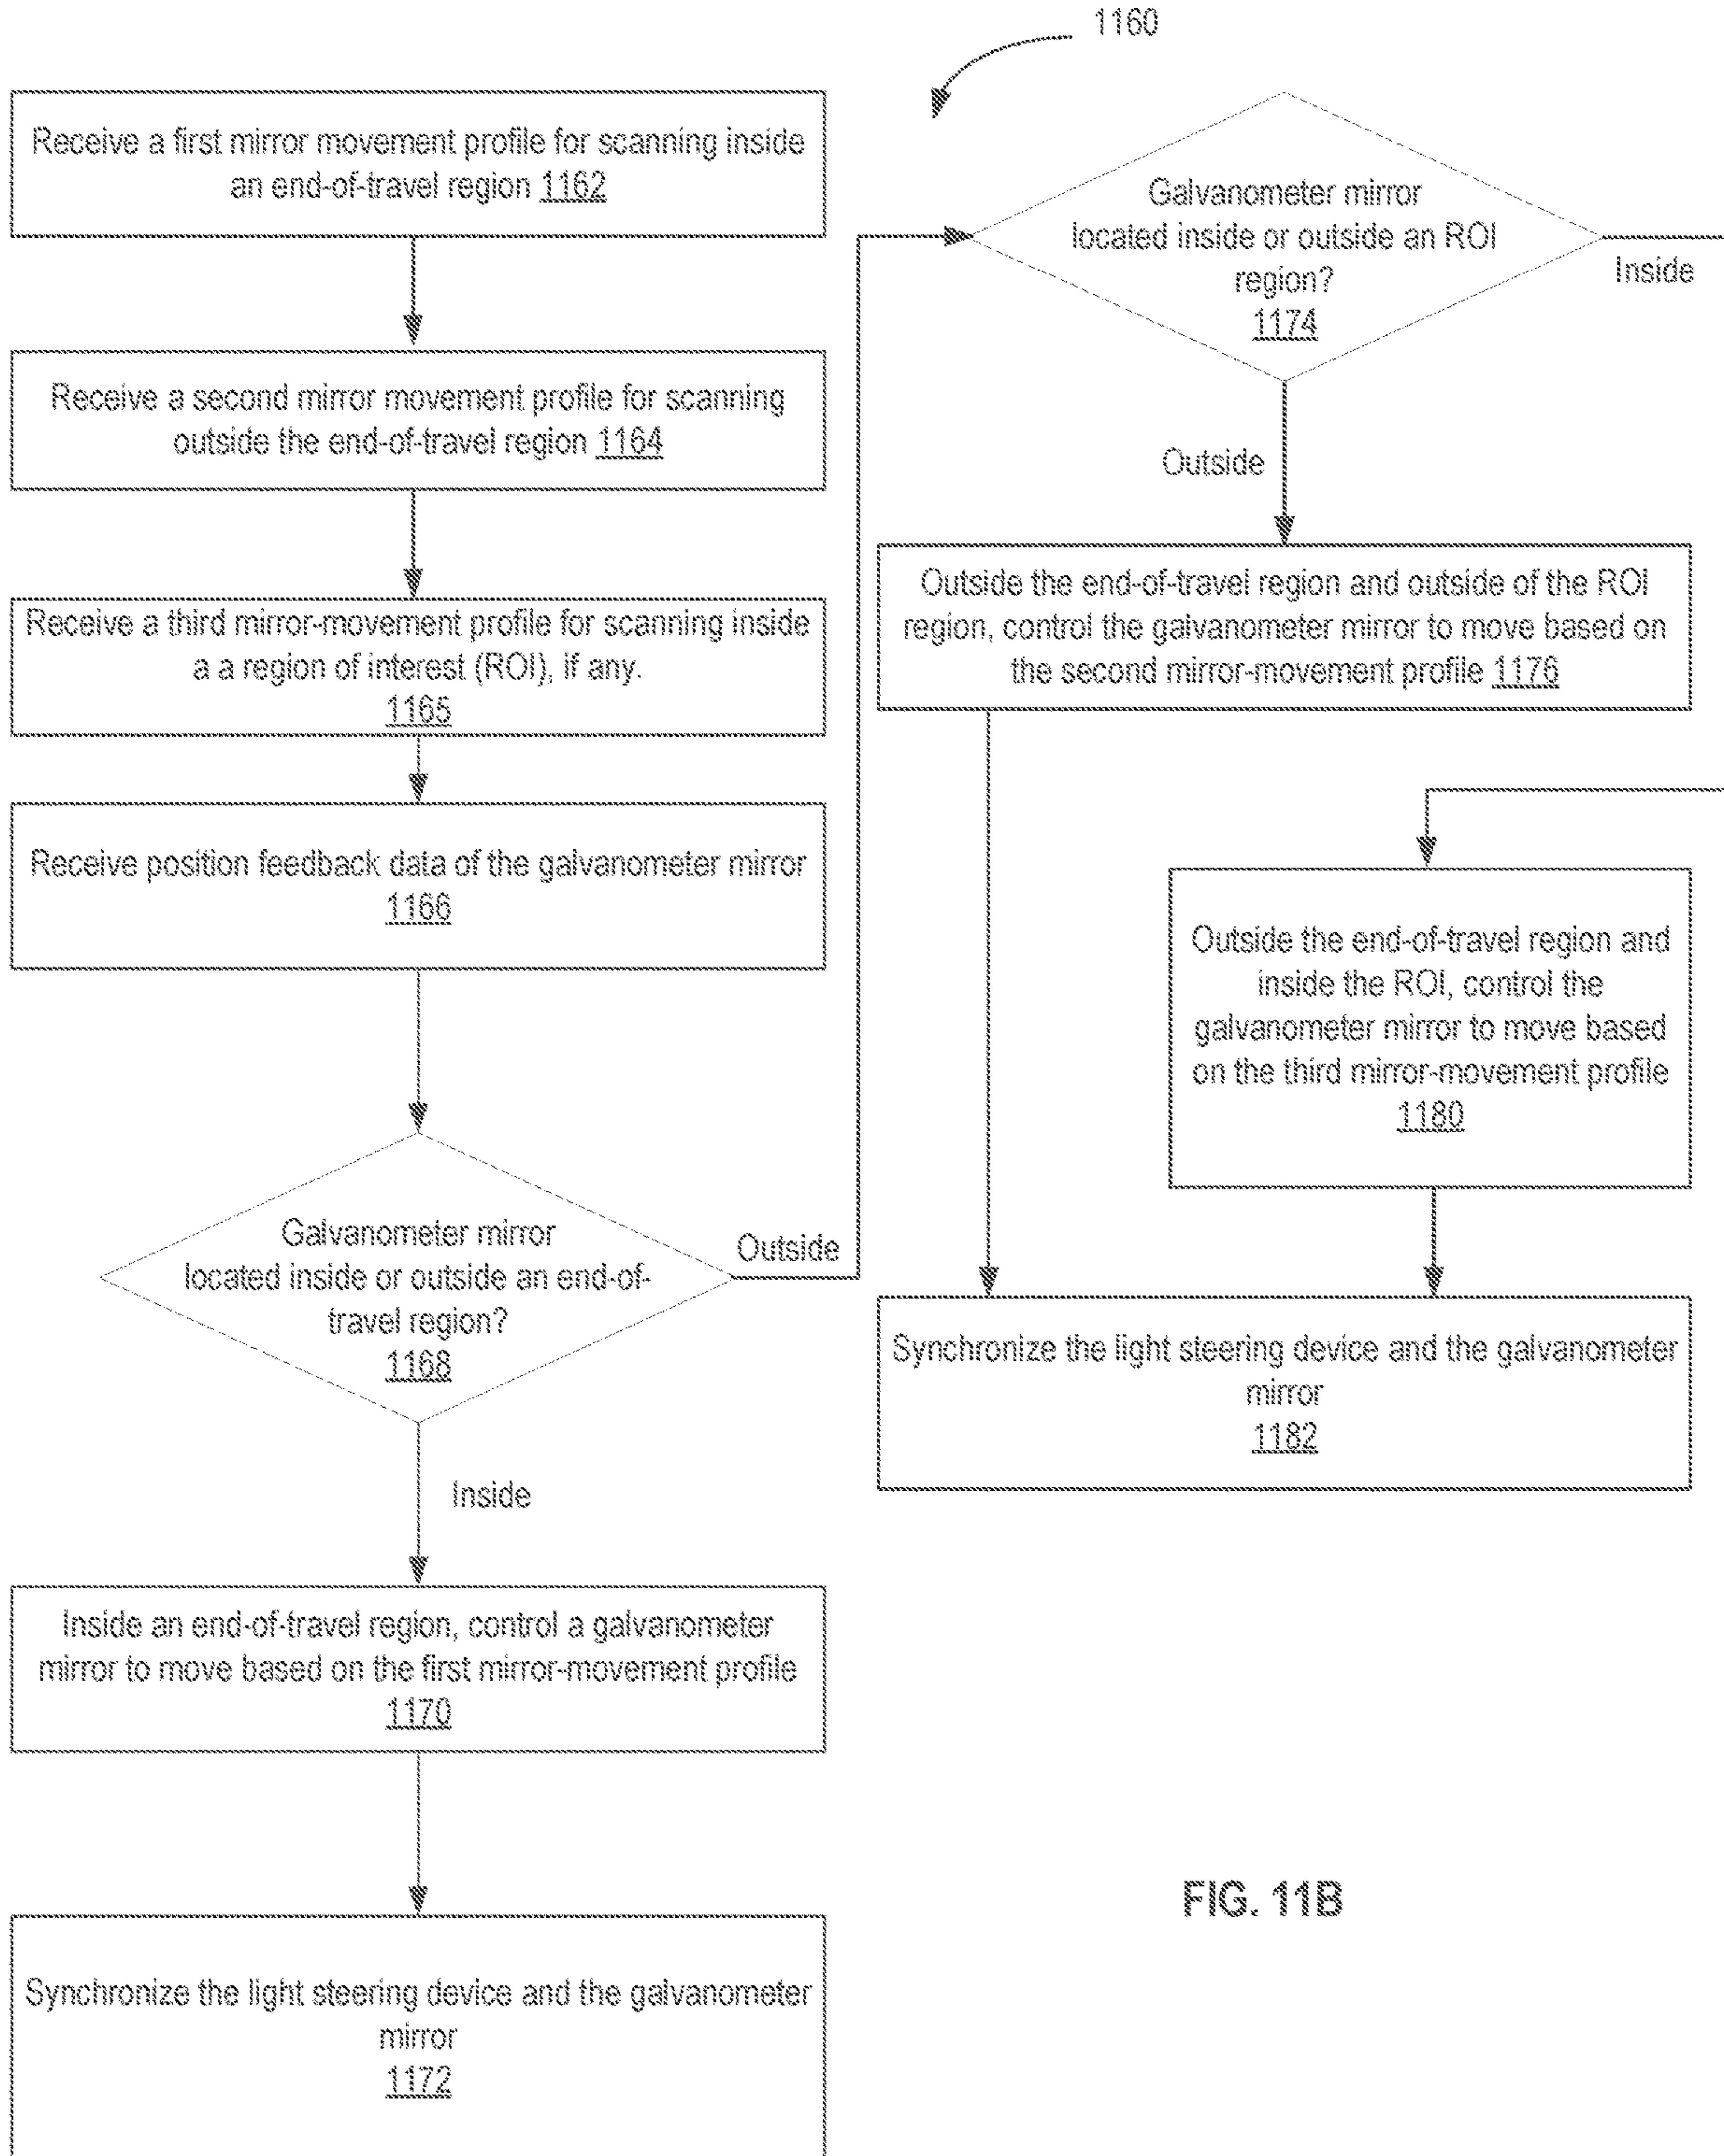 1160
Receive a first mirror movement profile for scanning inside
an end-of-travel region 1162
Receive a second mirror movement profile for scanning
outside the end-of-travel region 1164
Receive a third mirror-movement profile for scanning inside
a a region of interest (ROI), if any.
1165
Receive position feedback data of the galvanometer mirror
1166
Galvanometer mirror
located inside or outside an end-of-
travel region?
1168
Outside
Inside
Inside an end-of-travel region, control a galvanometer
mirror to move based on the first mirror-movement profile
1170
Synchronize the light steering device and the galvanometer
mirror
1172
Galvanometer mirror
located inside or outside an ROI
region?
1174
Inside
Outside
Outside the end-of-travel region and outside of the ROI
region, control the galvanometer mirror to move based on
the second mirror-movement profile 1176
Outside the end-of-travel region and
inside the ROI, control the
galvanometer mirror to move based
on the third mirror-movement profile
1180
Synchronize the light steering device and the galvanometer
mirror
1182
FIG. 11B